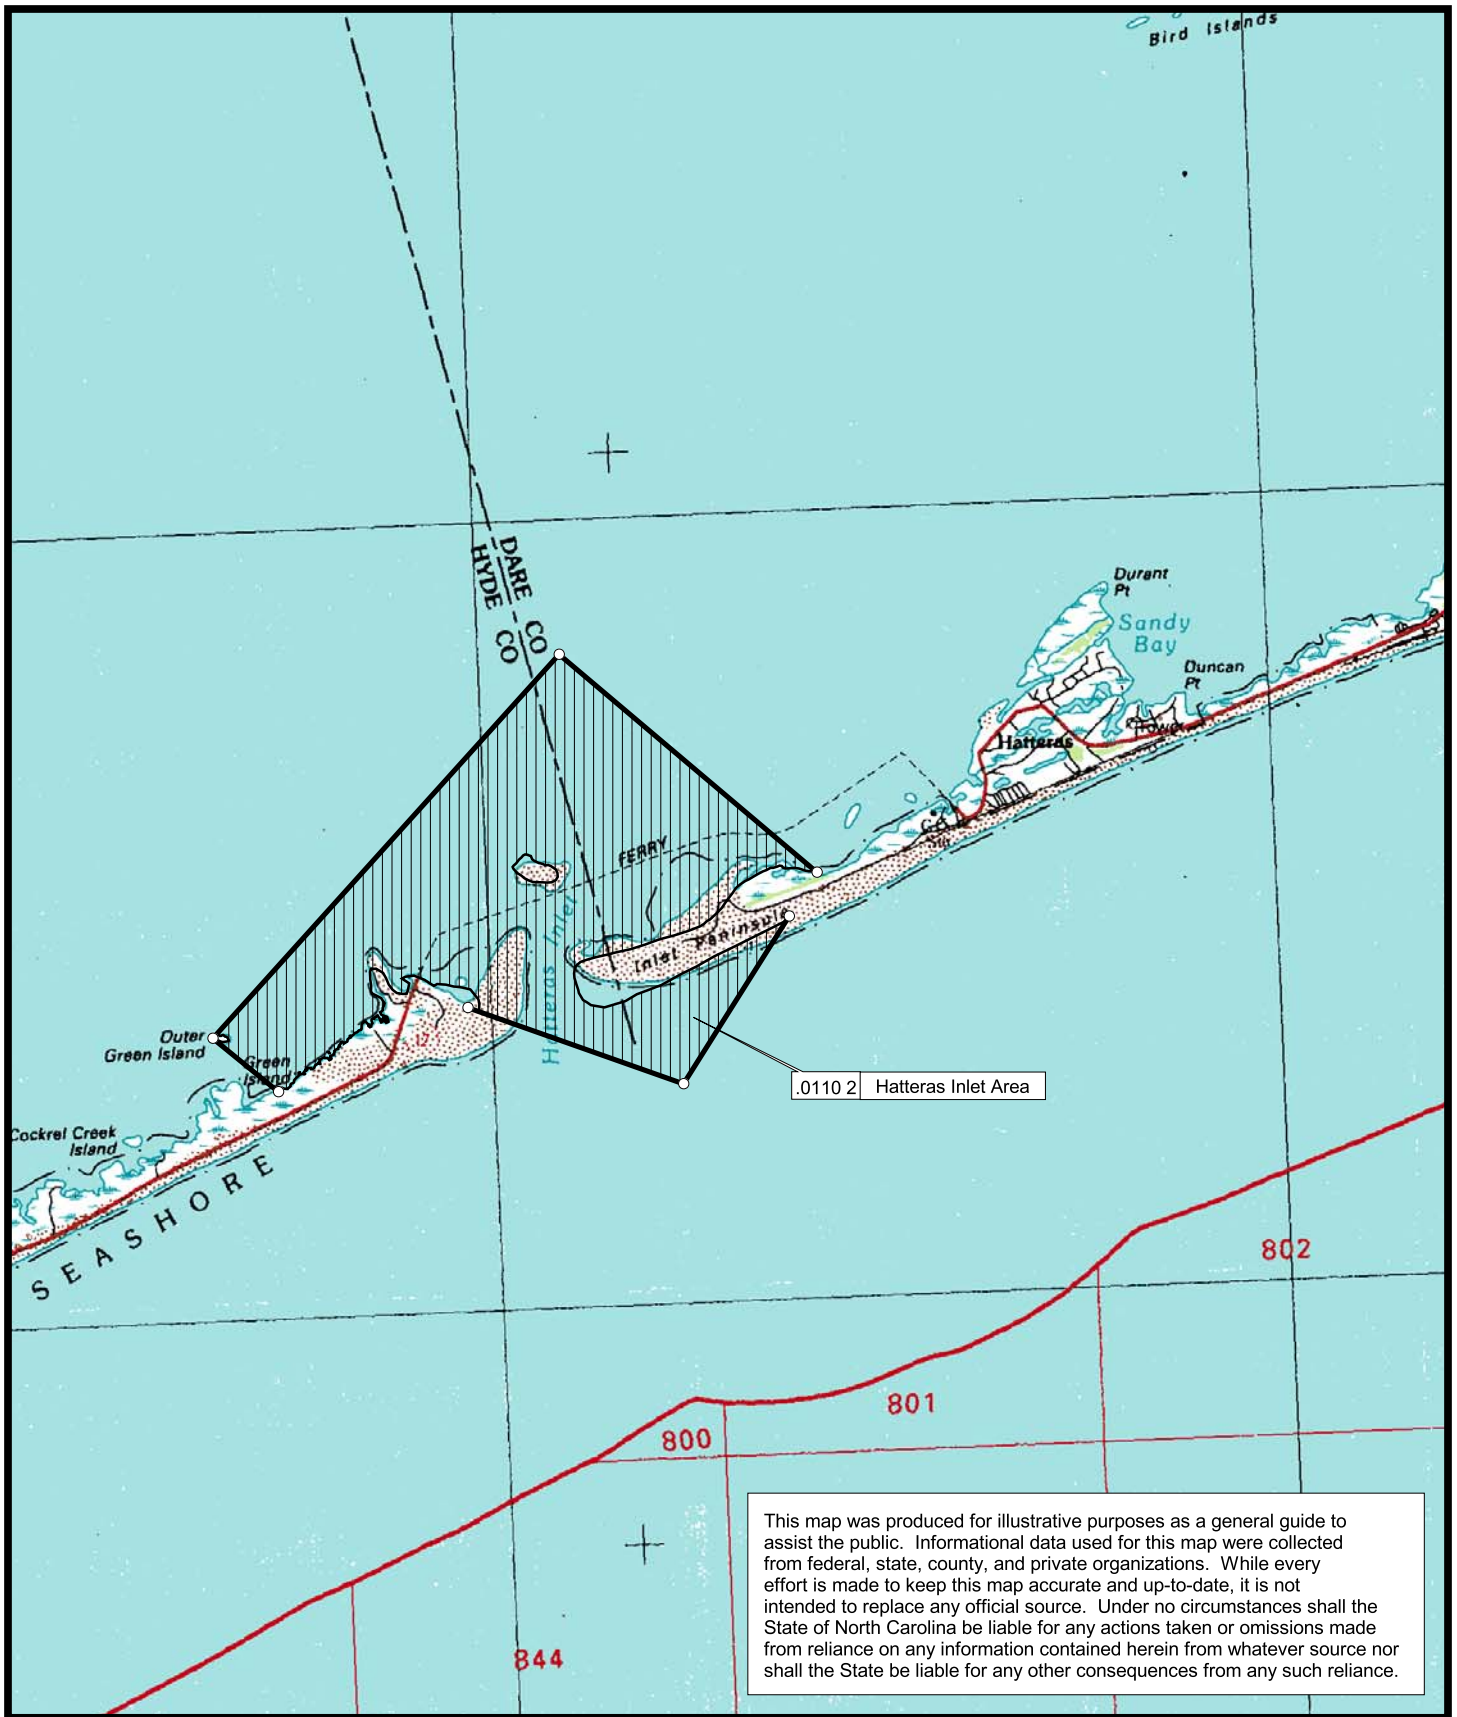 Bird Islands
DARE CO
HYDE CO
Durant
Pt
Sandy
Bay
Duncan
Pt
Tower
Hatteras
FERRY
Hatteras Inlet
Inlet Peninsula
Outer
Green Island
Green
Island
.0110 2 Hatteras Inlet Area
Cockrel Creek
Island
SEASHORE
802
801
800
844
This map was produced for illustrative purposes as a general guide to
assist the public. Informational data used for this map were collected
from federal, state, county, and private organizations. While every
effort is made to keep this map accurate and up-to-date, it is not
intended to replace any official source. Under no circumstances shall the
State of North Carolina be liable for any actions taken or omissions made
from reliance on any information contained herein from whatever source nor
shall the State be liable for any other consequences from any such reliance.